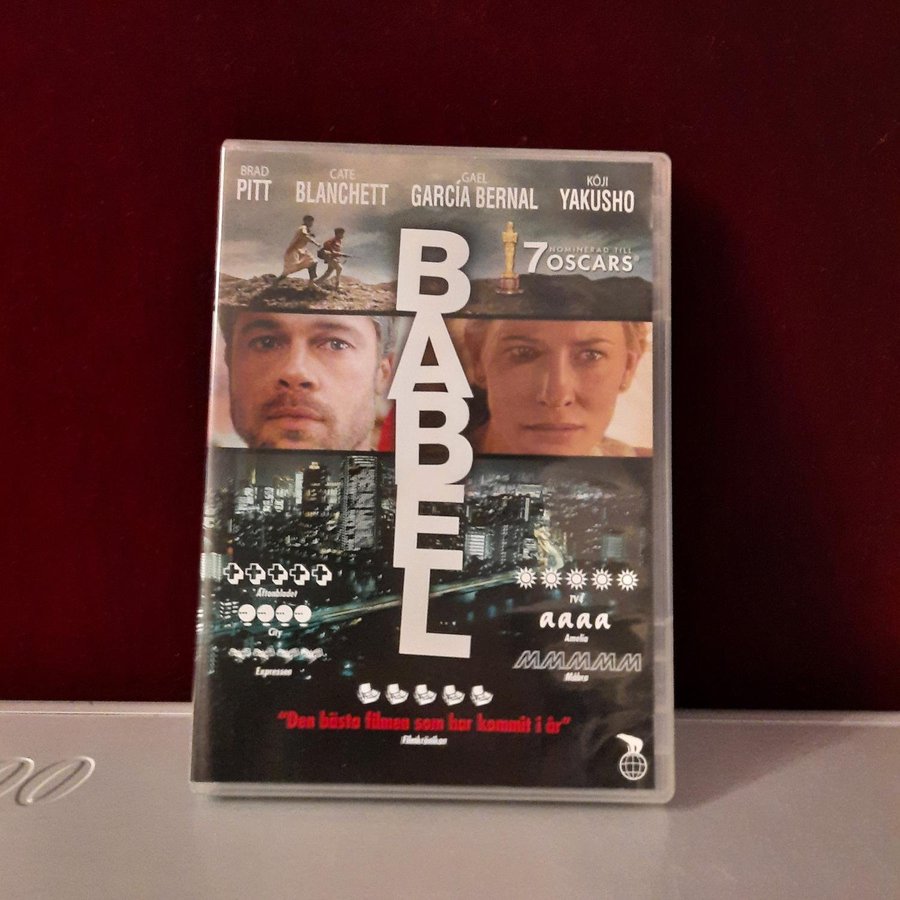 BRAD PITT
CATE BLANCHETT
GAEL GARCÍA BERNAL
KÔJI YAKUSHO
7 NOMINERAD TILL OSCARS®
BABEL
Aftonbladet
City
Expressen
TV4
aaaa
Amelia
MMMMM
Måbra
"Den bästa filmen som har kommit i år"
Filmkrönikan